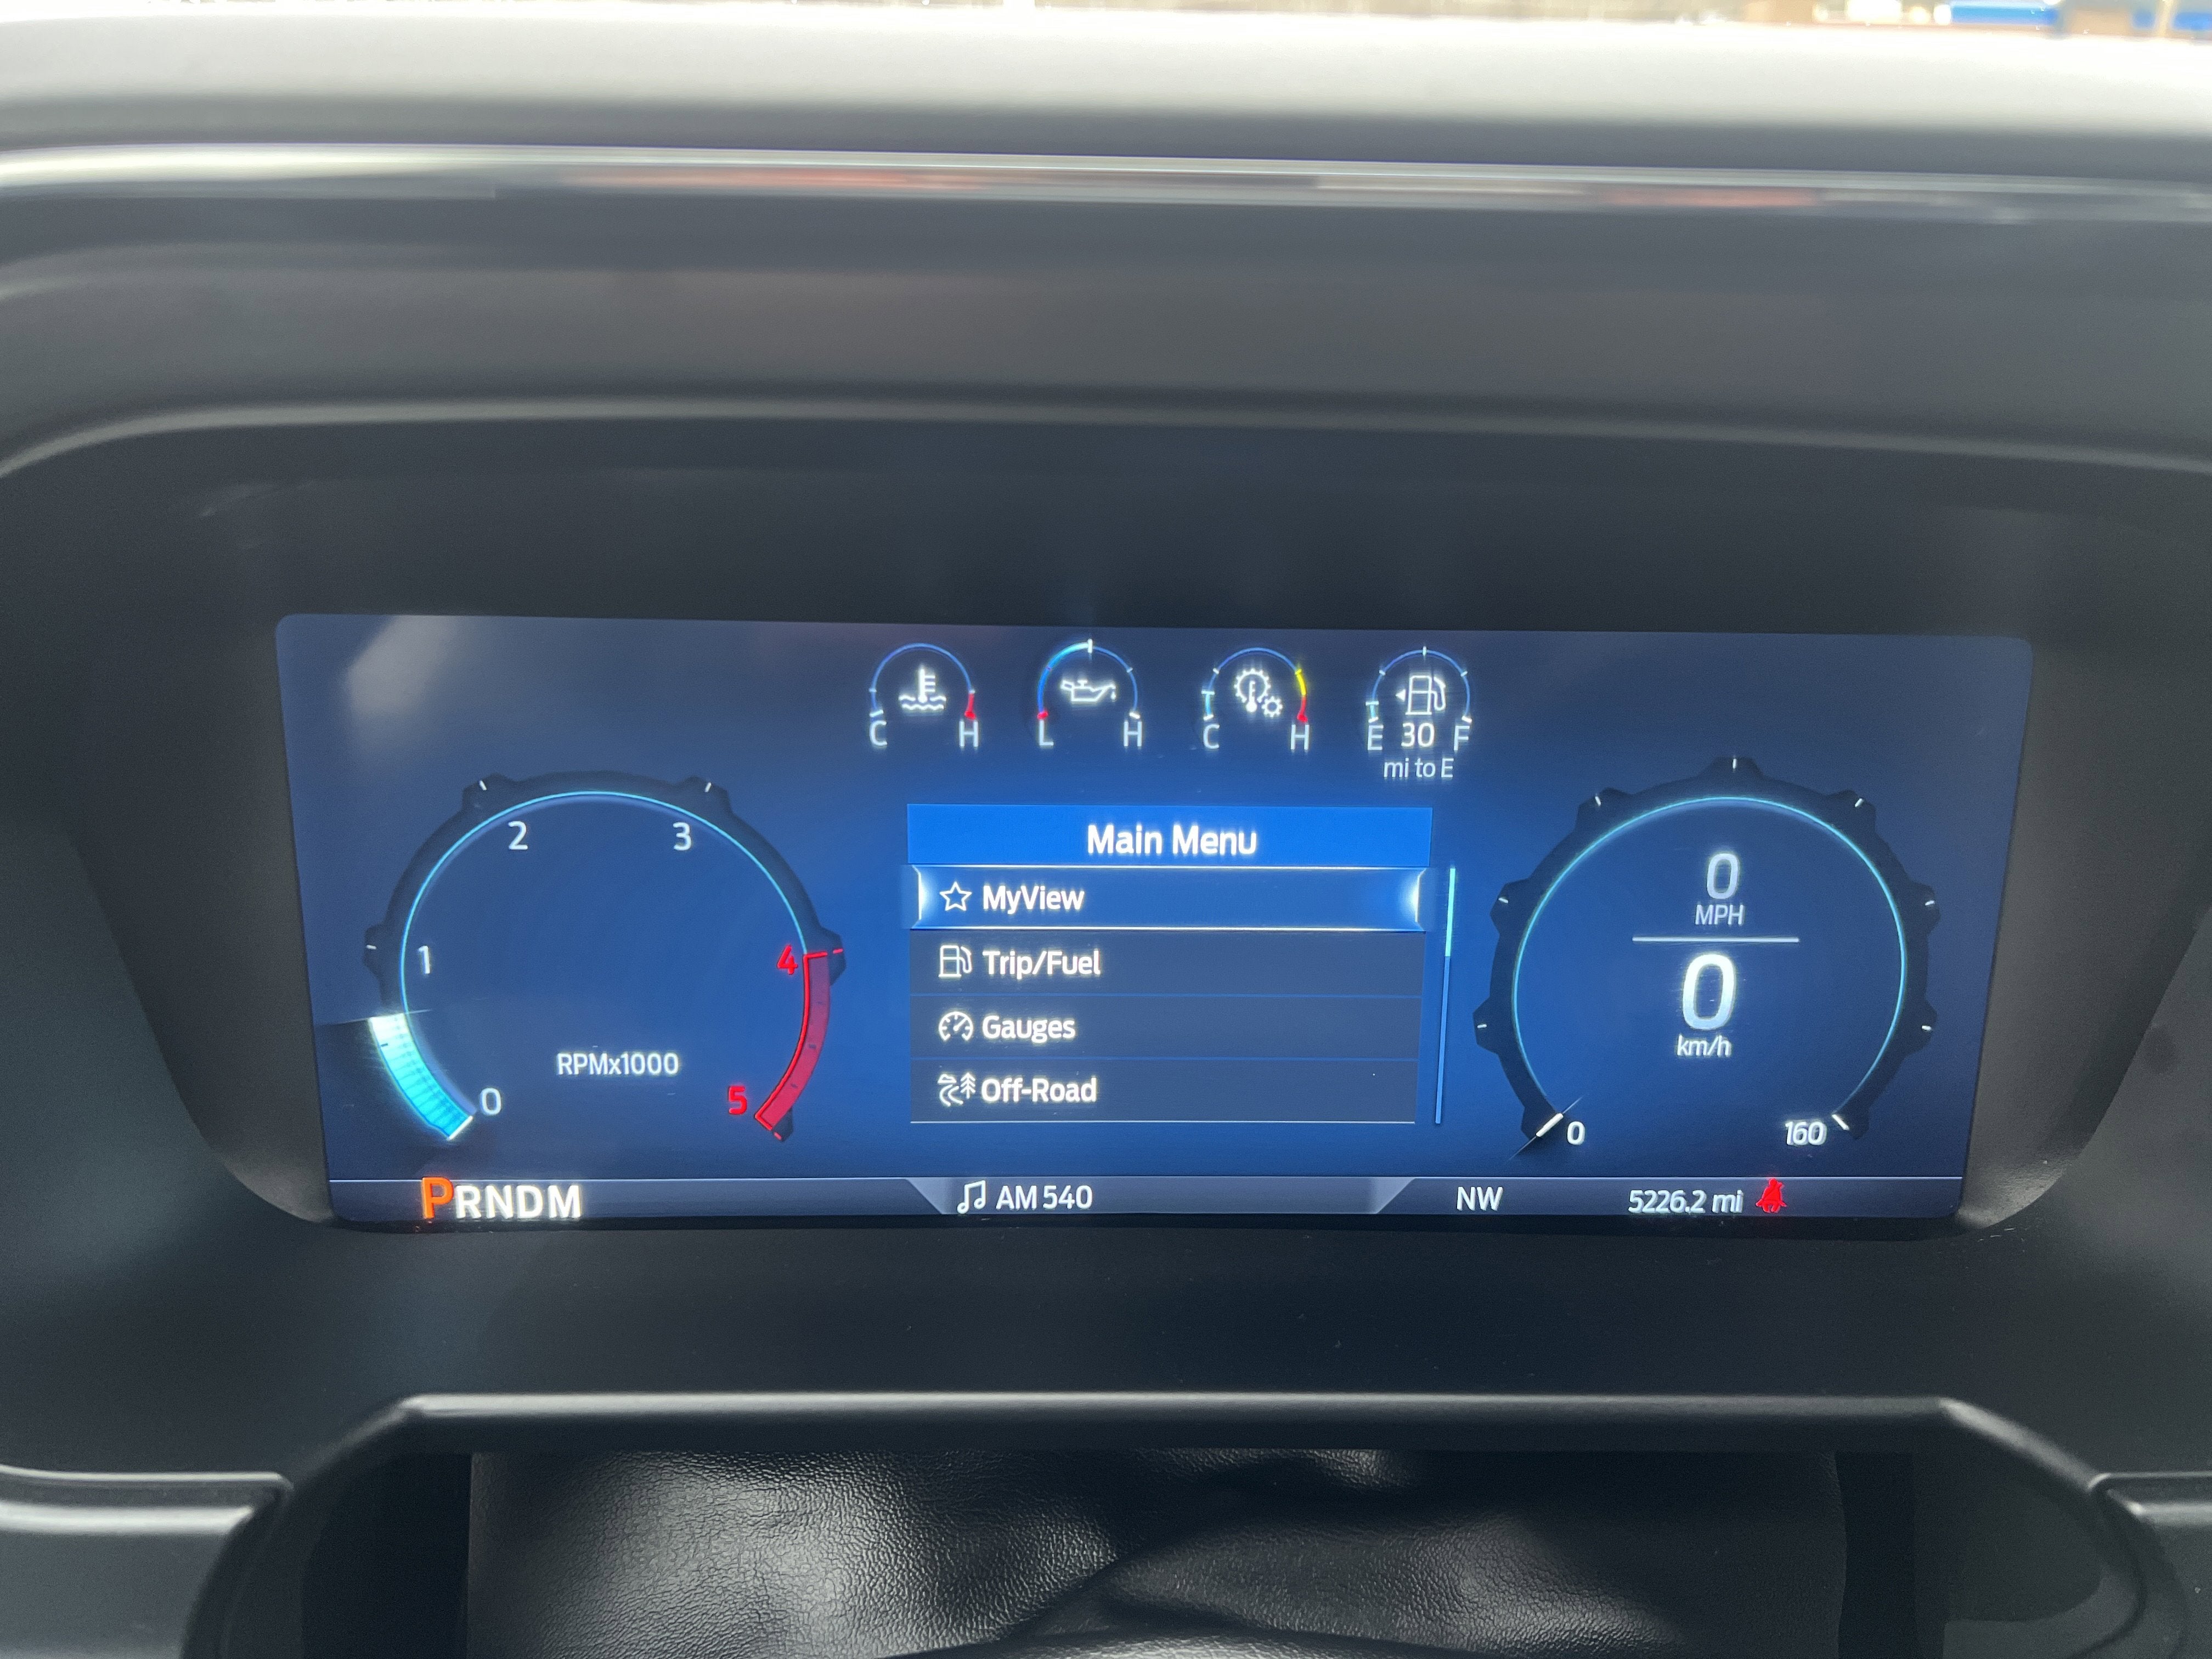 C H
L H
C H
E 30 F
mi to E
2 3
1 4
RPMx1000
0 5
Main Menu
MyView
Trip/Fuel
Gauges
Off-Road
0
MPH
0
km/h
0 160
PRNDM
AM 540
NW
5226.2 mi